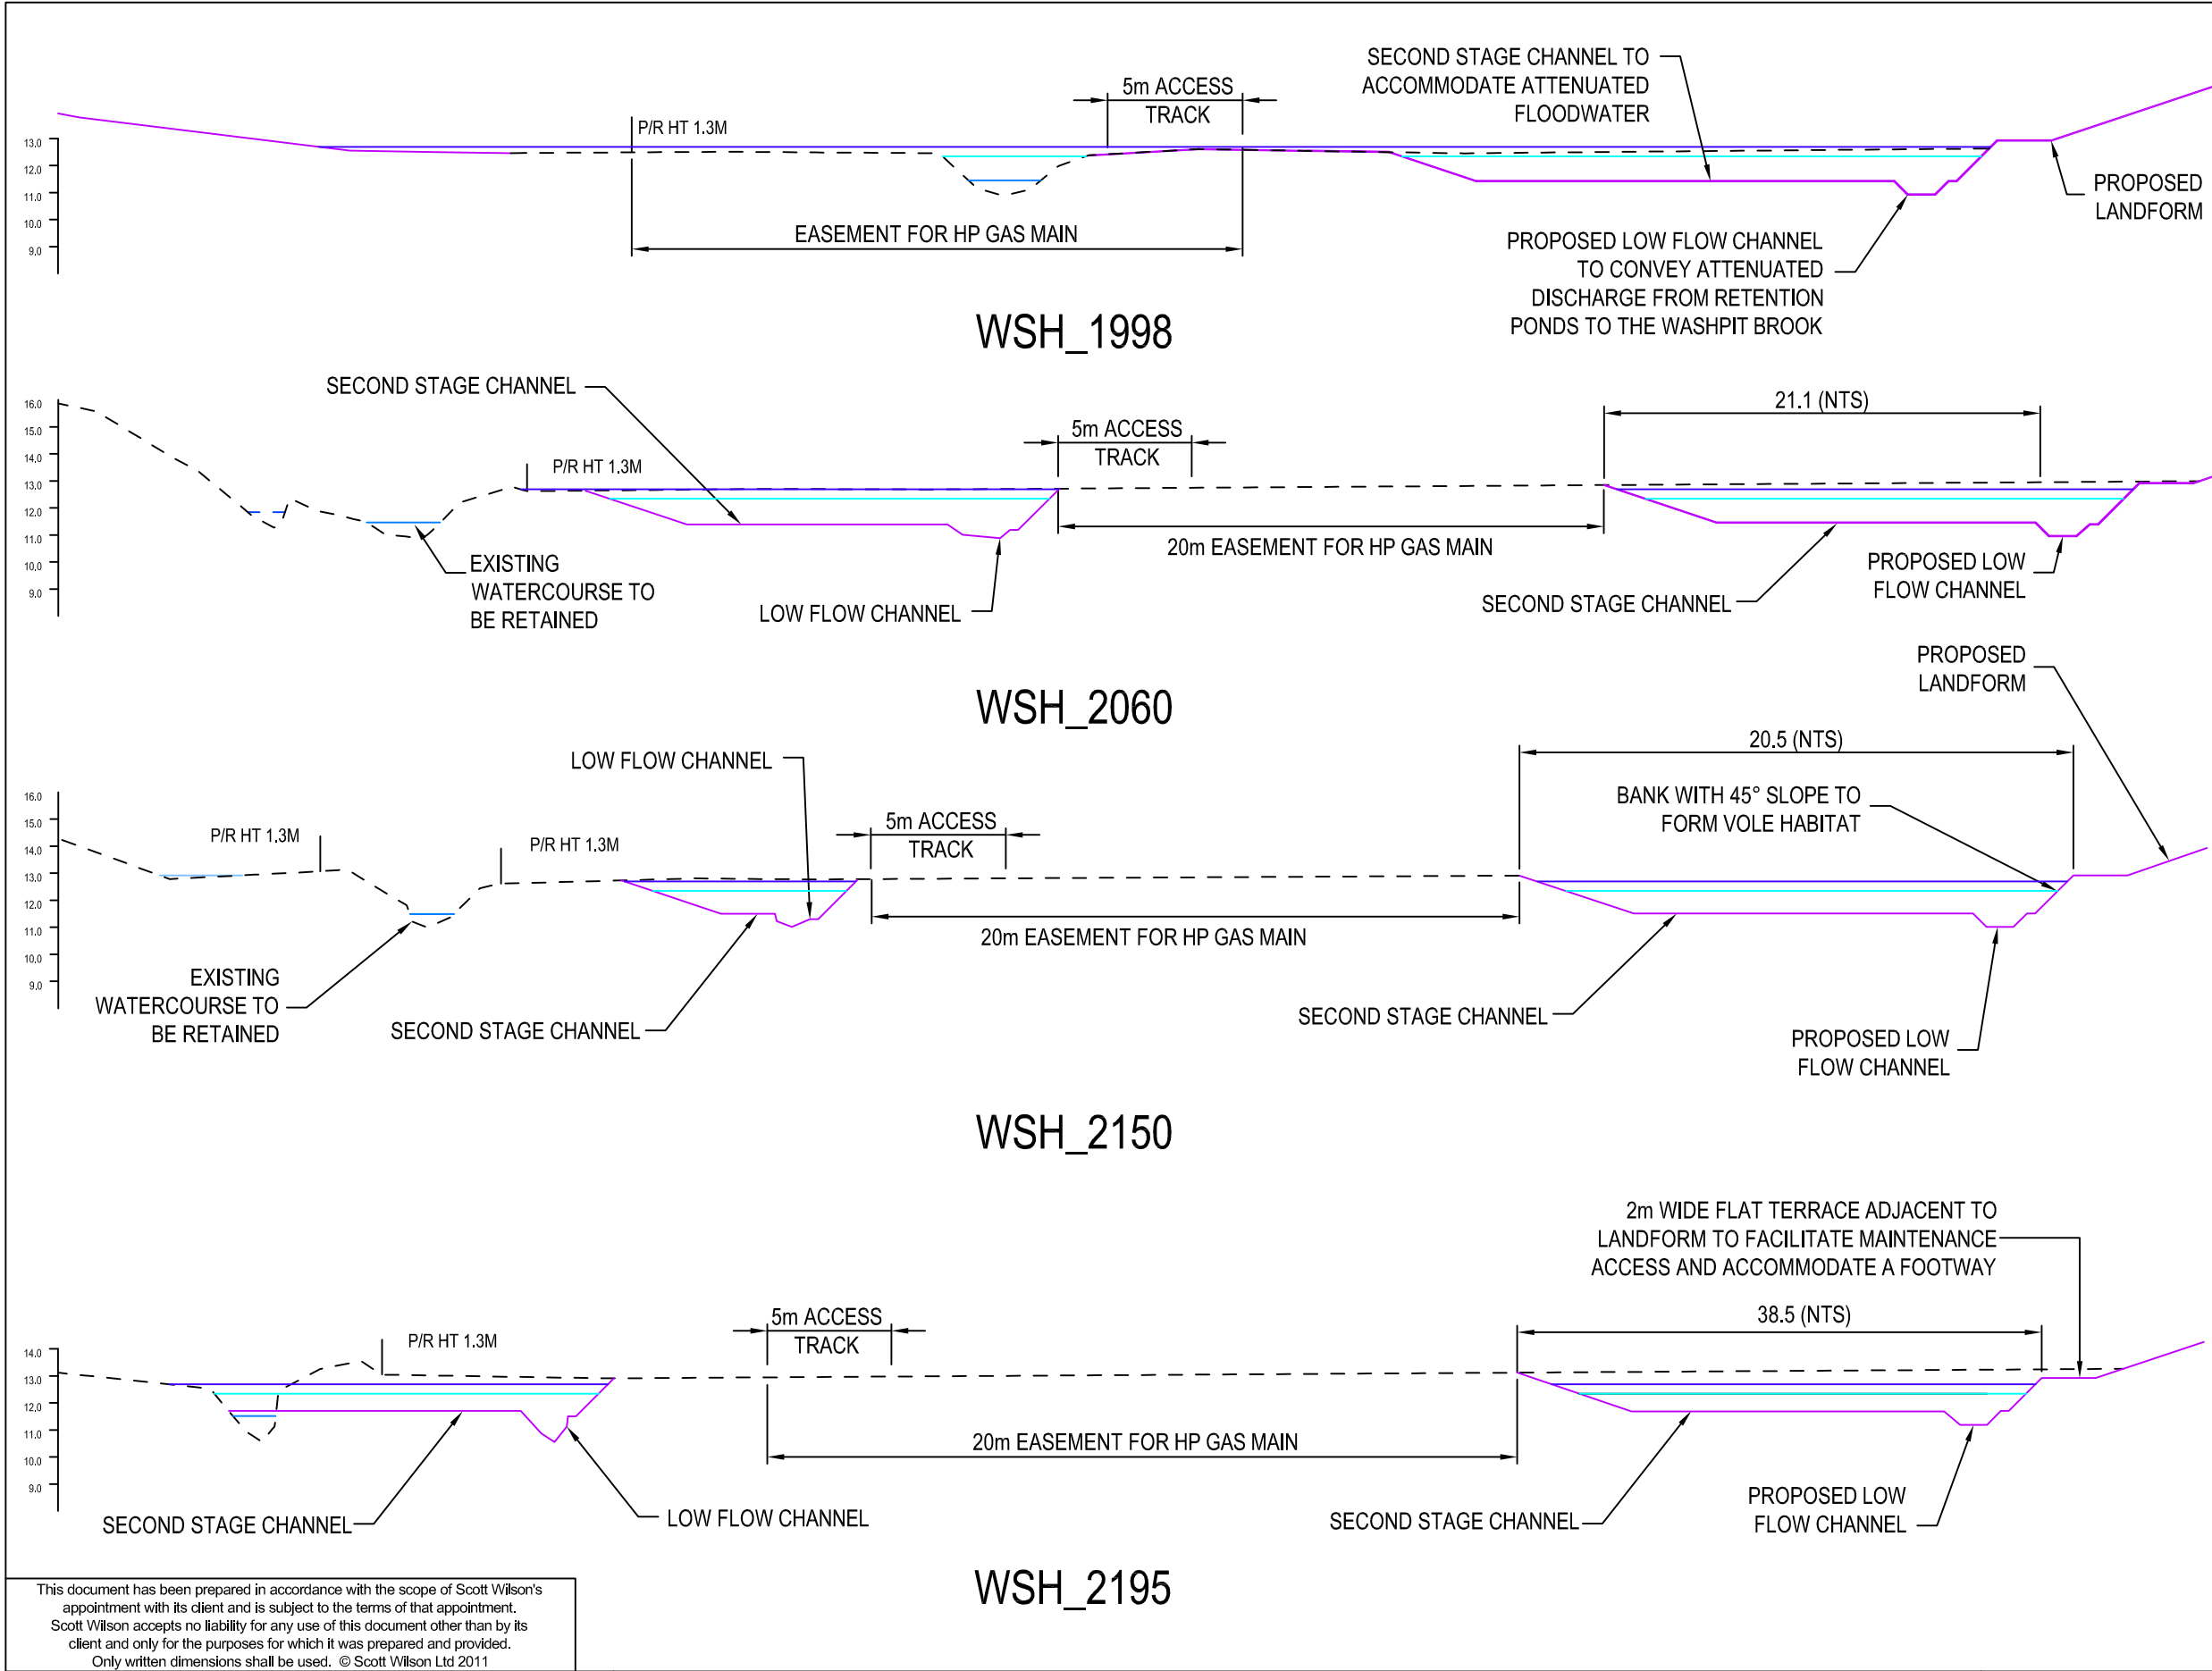 SECOND STAGE CHANNEL TO
ACCOMMODATE ATTENUATED
FLOODWATER
5m ACCESS
TRACK
P/R HT 1.3M
13.0
12.0
11.0
10.0
9.0
PROPOSED
LANDFORM
EASEMENT FOR HP GAS MAIN
PROPOSED LOW FLOW CHANNEL
TO CONVEY ATTENUATED
DISCHARGE FROM RETENTION
PONDS TO THE WASHPIT BROOK
WSH_1998
SECOND STAGE CHANNEL
16.0
15.0
14.0
13.0
12.0
11.0
10.0
9.0
P/R HT 1.3M
5m ACCESS
TRACK
21.1 (NTS)
EXISTING
WATERCOURSE TO
BE RETAINED
LOW FLOW CHANNEL
20m EASEMENT FOR HP GAS MAIN
SECOND STAGE CHANNEL
PROPOSED LOW
FLOW CHANNEL
WSH_2060
PROPOSED
LANDFORM
LOW FLOW CHANNEL
20.5 (NTS)
BANK WITH 45° SLOPE TO
FORM VOLE HABITAT
16.0
15.0
14.0
13.0
12.0
11.0
10.0
9.0
P/R HT 1.3M
P/R HT 1.3M
5m ACCESS
TRACK
20m EASEMENT FOR HP GAS MAIN
EXISTING
WATERCOURSE TO
BE RETAINED
SECOND STAGE CHANNEL
SECOND STAGE CHANNEL
PROPOSED LOW
FLOW CHANNEL
WSH_2150
2m WIDE FLAT TERRACE ADJACENT TO
LANDFORM TO FACILITATE MAINTENANCE
ACCESS AND ACCOMMODATE A FOOTWAY
14.0
13.0
12.0
11.0
10.0
9.0
P/R HT 1.3M
5m ACCESS
TRACK
38.5 (NTS)
20m EASEMENT FOR HP GAS MAIN
SECOND STAGE CHANNEL
LOW FLOW CHANNEL
SECOND STAGE CHANNEL
PROPOSED LOW
FLOW CHANNEL
WSH_2195
This document has been prepared in accordance with the scope of Scott Wilson's
appointment with its client and is subject to the terms of that appointment.
Scott Wilson accepts no liability for any use of this document other than by its
client and only for the purposes for which it was prepared and provided.
Only written dimensions shall be used. © Scott Wilson Ltd 2011